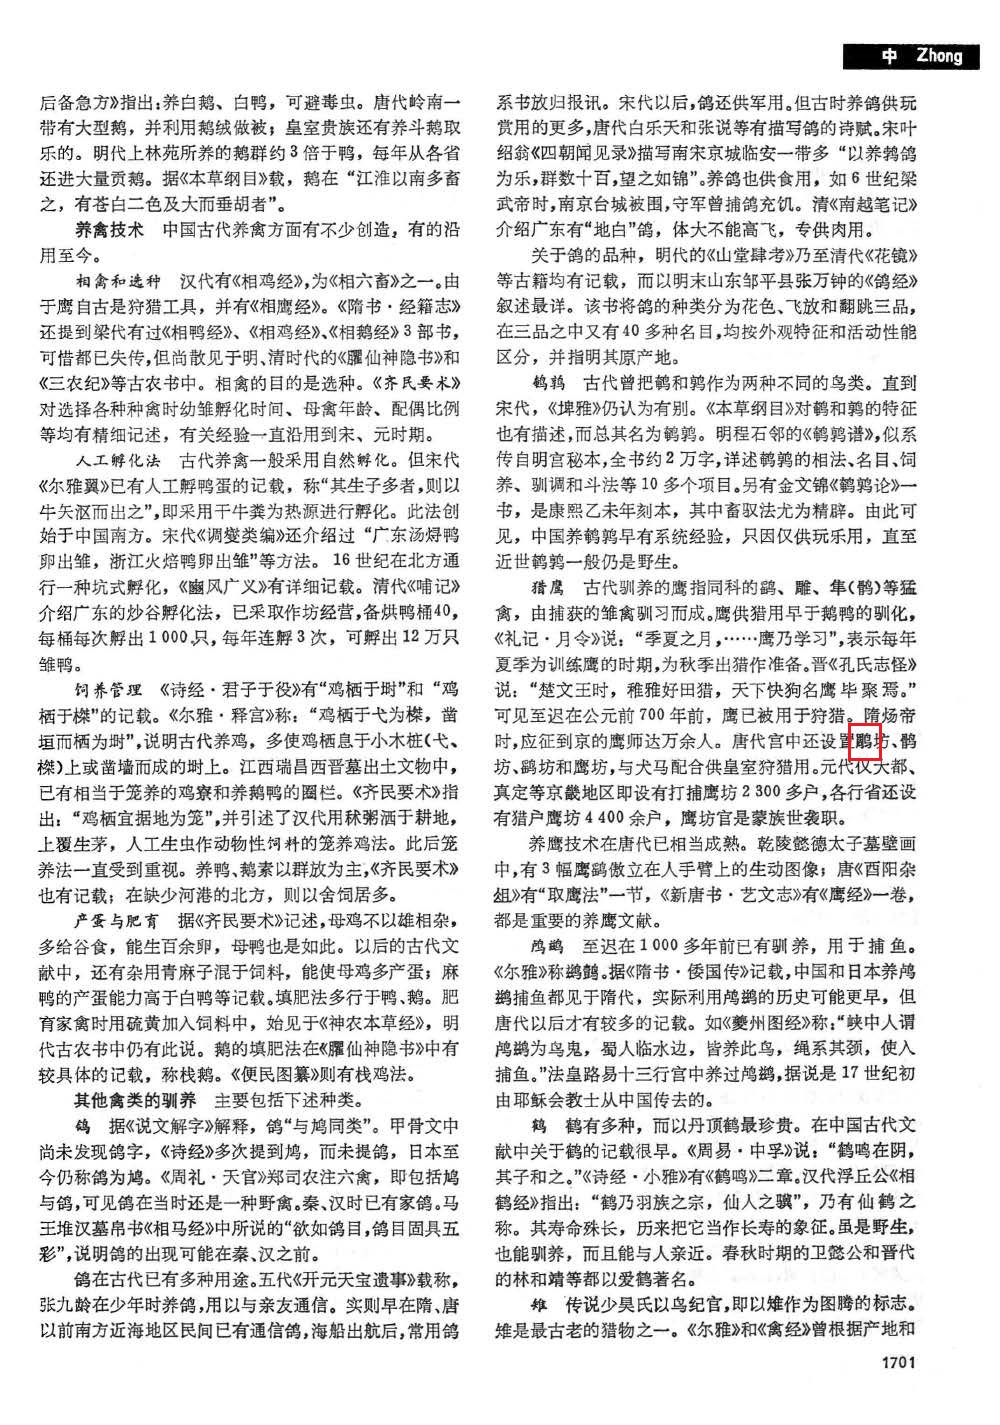 中 Zhong
后备急方》指出:养白鹅、白鸭，可避毒虫。唐代岭南一
带有大型鹅，并利用鹅绒做被；皇室贵族还有养斗鹅取
乐的。明代上林苑所养的鹅群约3倍于鸭，每年从各省
还进大量贡鹅。据《本草纲目》载，鹅在“江淮以南多畜
之，有苍白二色及大而垂胡者”。
养禽技术 中国古代养禽方面有不少创造，有的沿
用至今。
相禽和选种 汉代有《相鸡经》,为《相六畜》之一。由
于鹰自古是狩猎工具，并有《相鹰经》。《隋书·经籍志》
还提到梁代有过《相鸭经》、《相鸡经》、《相鹅经》3部书，
可惜都已失传,但尚散见于明、清时代的《臞仙神隐书》和
《三农纪》等古农书中。相禽的目的是选种。《齐民要术》
对选择各种种禽时幼雏孵化时间、母禽年龄、配偶比例
等均有精细记述，有关经验一直沿用到宋、元时期。
人工孵化法 古代养禽一般采用自然孵化。但宋代
《尔雅翼》已有人工孵鸭蛋的记载，称“其生子多者,则以
牛矢沤而出之”,即采用干牛粪为热源进行孵化。此法创
始于中国南方。宋代《调燮类编》还介绍过“广东汤燖鸭
卵出雏，浙江火焙鸭卵出雏”等方法。16世纪在北方通
行一种坑式孵化，《豳风广义》有详细记载。清代《哺记》
介绍广东的炒谷孵化法，已采取作坊经营,备烘鸭桶40，
每桶每次孵出1000只，每年连孵3次，可孵出12万只
雏鸭。
饲养管理 《诗经·君子于役》有“鸡栖于埘”和“鸡
栖于桀”的记载。《尔雅·释宫》称：“鸡栖于弋为榤，凿
垣而栖为埘”,说明古代养鸡，多使鸡栖息于小木桩(弋、
榤)上或凿墙而成的埘上。江西瑞昌西晋墓出土文物中，
已有相当于笼养的鸡寮和养鹅鸭的圈栏。《齐民要术》指
出：“鸡栖宜据地为笼”,并引述了汉代用秫粥洒于耕地，
上覆生茅，人工生虫作动物性饲料的笼养鸡法。此后笼
养法一直受到重视。养鸭、鹅素以群放为主,《齐民要术》
也有记载；在缺少河港的北方，则以舍饲居多。
产蛋与肥育 据《齐民要术》记述,母鸡不以雄相杂，
多给谷食，能生百余卵，母鸭也是如此。以后的古代文
献中，还有杂用青麻子混于饲料，能使母鸡多产蛋；麻
鸭的产蛋能力高于白鸭等记载。填肥法多行于鸭、鹅。肥
育家禽时用硫黄加入饲料中，始见于《神农本草经》，明
代古农书中仍有此说。鹅的填肥法在《臞仙神隐书》中有
较具体的记载，称栈鹅。《便民图纂》则有栈鸡法。
其他禽类的驯养 主要包括下述种类。
鸽 据《说文解字》解释，鸽“与鸠同类”。甲骨文中
尚未发现鸽字，《诗经》多次提到鸠，而未提鸽，日本至
今仍称鸽为鸠。《周礼·天官》郑司农注六禽，即包括鸠
与鸽,可见鸽在当时还是一种野禽。秦、汉时已有家鸽。马
王堆汉墓帛书《相马经》中所说的“欲如鸽目,鸽目固具五
彩”,说明鸽的出现可能在秦、汉之前。
鸽在古代已有多种用途。五代《开元天宝遗事》载称，
张九龄在少年时养鸽,用以与亲友通信。实则早在隋、唐
以前南方近海地区民间已有通信鸽,海船出航后,常用鸽
系书放归报讯。宋代以后,鸽还供军用。但古时养鸽供玩
赏用的更多,唐代白乐天和张说等有描写鸽的诗赋。宋叶
绍翁《四朝闻见录》描写南宋京城临安一带多“以养鹁鸽
为乐,群数十百,望之如锦”。养鸽也供食用，如6世纪梁
武帝时,南京台城被围,守军曾捕鸽充饥。清《南越笔记》
介绍广东有“地白”鸽，体大不能高飞，专供肉用。
关于鸽的品种，明代的《山堂肆考》乃至清代《花镜》
等古籍均有记载，而以明末山东邹平县张万钟的《鸽经》
叙述最详。该书将鸽的种类分为花色、飞放和翻跳三品，
在三品之中又有40多种名目,均按外观特征和活动性能
区分，并指明其原产地。
鹌鹑 古代曾把鹌和鹑作为两种不同的鸟类。直到
宋代，《埤雅》仍认为有别。《本草纲目》对鹌和鹑的特征
也有描述,而总其名为鹌鹑。明程石邻的《鹌鹑谱》,似系
传自明宫秘本,全书约2万字,详述鹌鹑的相法、名目、饲
养、驯调和斗法等10多个项目。另有金文锦《鹌鹑论》一
书，是康熙乙未年刻本，其中畜驭法尤为精辟。由此可
见，中国养鹌鹑早有系统经验，只因仅供玩乐用，直至
近世鹌鹑一般仍是野生。
猎鹰 古代驯养的鹰指同科的鹞、雕、隼(鹘)等猛
禽，由捕获的雏禽驯习而成。鹰供猎用早于鹅鸭的驯化，
《礼记·月令》说：“季夏之月，……鹰乃学习”,表示每年
夏季为训练鹰的时期,为秋季出猎作准备。晋《孔氏志怪》
说：“楚文王时，稚雅好田猎，天下快狗名鹰毕聚焉。”
可见至迟在公元前700年前，鹰已被用于狩猎。隋炀帝
时,应征到京的鹰师达万余人。唐代宫中还设置鵰坊、鹘
坊、鹞坊和鹰坊,与犬马配合供皇室狩猎用。元代仅大都、
真定等京畿地区即设有打捕鹰坊2300多户,各行省还设
有猎户鹰坊4400余户，鹰坊官是蒙族世袭职。
养鹰技术在唐代已相当成熟。乾陵懿德太子墓壁画
中,有3幅鹰鹞傲立在人手臂上的生动图像；唐《酉阳杂
俎》有“取鹰法”一节，《新唐书·艺文志》有《鹰经》一卷，
都是重要的养鹰文献。
鸬鹚 至迟在1000多年前已有驯养，用于捕鱼。
《尔雅》称鹚鹢。据《隋书·倭国传》记载,中国和日本养鸬
鹚捕鱼都见于隋代，实际利用鸬鹚的历史可能更早，但
唐代以后才有较多的记载。如《夔州图经》称:“峡中人谓
鸬鹚为乌鬼，蜀人临水边，皆养此鸟，绳系其颈，使入
捕鱼。”法皇路易十三行宫中养过鸬鹚,据说是17世纪初
由耶稣会教士从中国传去的。
鹤 鹤有多种，而以丹顶鹤最珍贵。在中国古代文
献中关于鹤的记载很早。《周易·中孚》说：“鹤鸣在阴，
其子和之。”《诗经·小雅》有《鹤鸣》二章。汉代浮丘公《相
鹤经》指出：“鹤乃羽族之宗，仙人之骥”，乃有仙鹤之
称。其寿命殊长，历来把它当作长寿的象征。虽是野生，
也能驯养，而且能与人亲近。春秋时期的卫懿公和晋代
的林和靖等都以爱鹤著名。
雉 传说少昊氏以鸟纪官,即以雉作为图腾的标志。
雉是最古老的猎物之一。《尔雅》和《禽经》曾根据产地和
1701